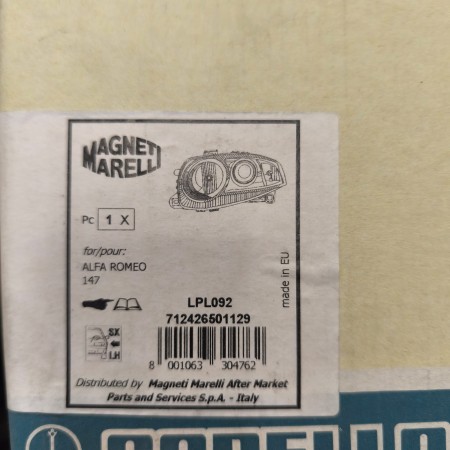 MAGNETI
MARELLI
Pc 1 X
for/pour:
ALFA ROMEO
147
made in EU
LPL092
712426501129
SX
LH
8 001063 304762
Distributed by Magneti Marelli After Market
Parts and Services S.p.A. - Italy